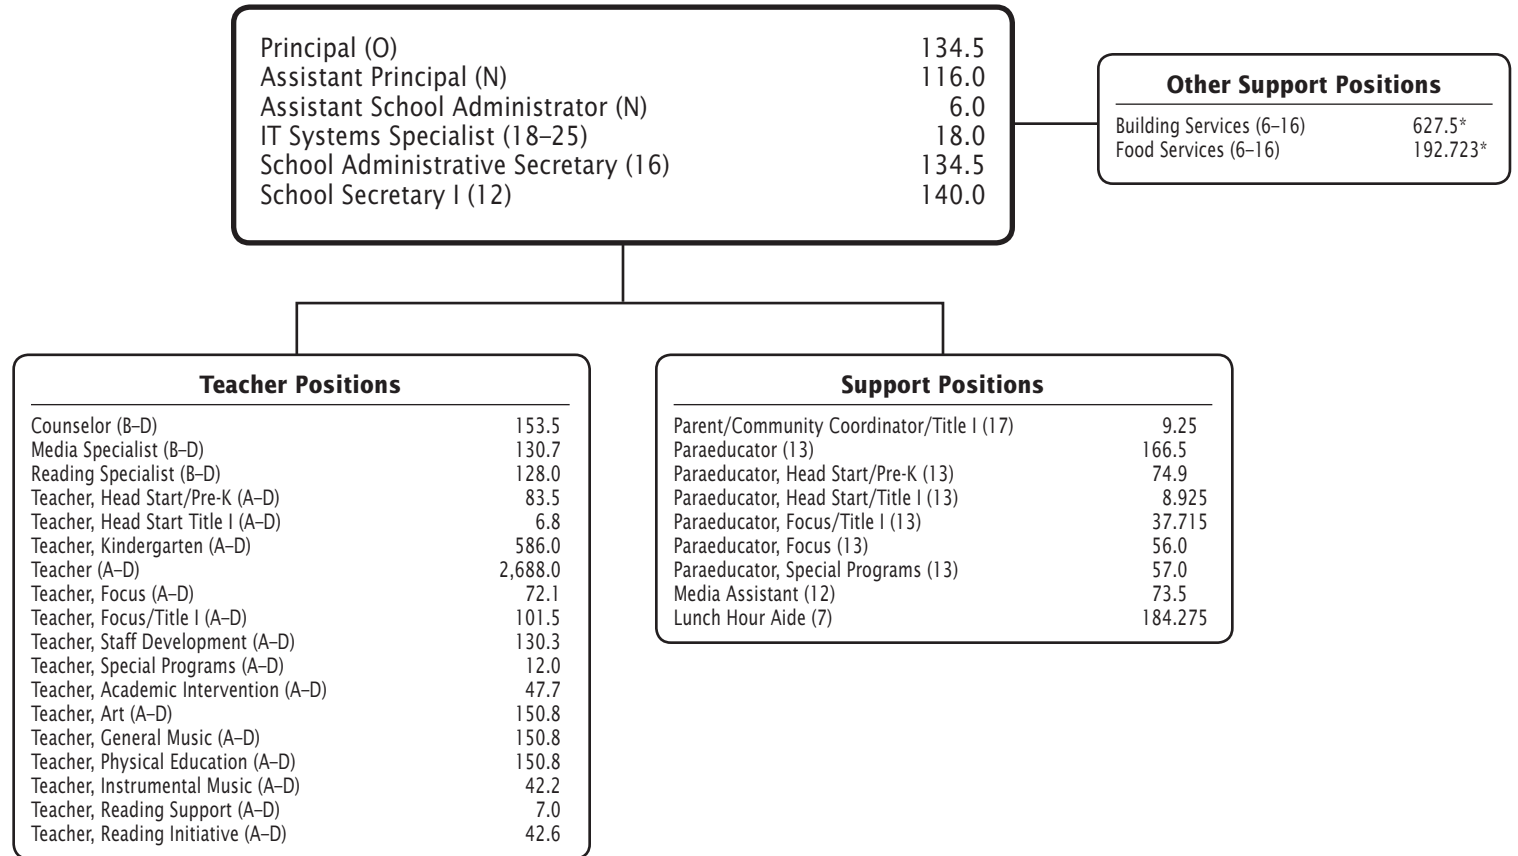 Principal (O) 134.5
Assistant Principal (N) 116.0
Assistant School Administrator (N) 6.0
IT Systems Specialist (18–25) 18.0
School Administrative Secretary (16) 134.5
School Secretary I (12) 140.0
Other Support Positions
Building Services (6–16) 627.5*
Food Services (6–16) 192.723*
Teacher Positions
Counselor (B–D) 153.5
Media Specialist (B–D) 130.7
Reading Specialist (B–D) 128.0
Teacher, Head Start/Pre-K (A–D) 83.5
Teacher, Head Start Title I (A–D) 6.8
Teacher, Kindergarten (A–D) 586.0
Teacher (A–D) 2,688.0
Teacher, Focus (A–D) 72.1
Teacher, Focus/Title I (A–D) 101.5
Teacher, Staff Development (A–D) 130.3
Teacher, Special Programs (A–D) 12.0
Teacher, Academic Intervention (A–D) 47.7
Teacher, Art (A–D) 150.8
Teacher, General Music (A–D) 150.8
Teacher, Physical Education (A–D) 150.8
Teacher, Instrumental Music (A–D) 42.2
Teacher, Reading Support (A–D) 7.0
Teacher, Reading Initiative (A–D) 42.6
Support Positions
Parent/Community Coordinator/Title I (17) 9.25
Paraeducator (13) 166.5
Paraeducator, Head Start/Pre-K (13) 74.9
Paraeducator, Head Start/Title I (13) 8.925
Paraeducator, Focus/Title I (13) 37.715
Paraeducator, Focus (13) 56.0
Paraeducator, Special Programs (13) 57.0
Media Assistant (12) 73.5
Lunch Hour Aide (7) 184.275